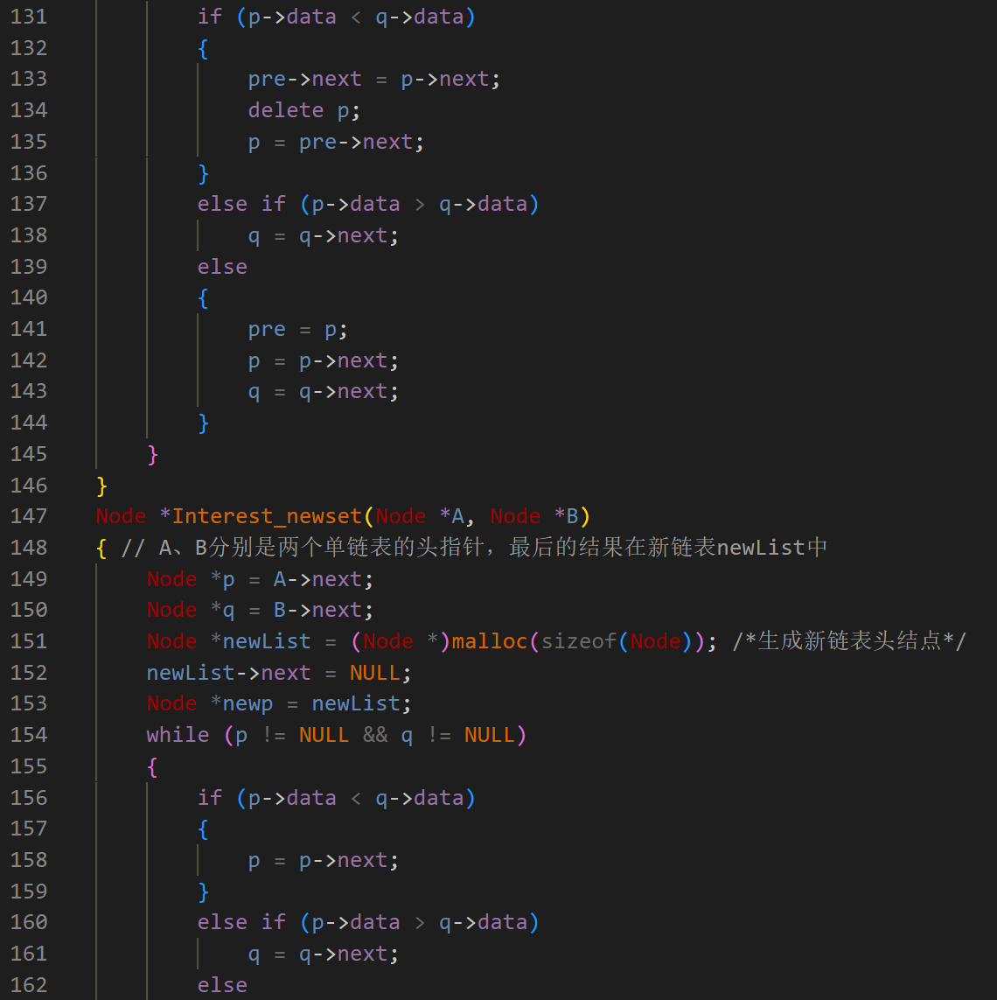 131 if (p->data < q->data)
132 {
133 pre->next = p->next;
134 delete p;
135 p = pre->next;
136 }
137 else if (p->data > q->data)
138 q = q->next;
139 else
140 {
141 pre = p;
142 p = p->next;
143 q = q->next;
144 }
145 }
146 }
147 Node *Interest_newset(Node *A, Node *B)
148 { // A、B分别是两个单链表的头指针，最后的结果在新链表newList中
149 Node *p = A->next;
150 Node *q = B->next;
151 Node *newList = (Node *)malloc(sizeof(Node)); /*生成新链表头结点*/
152 newList->next = NULL;
153 Node *newp = newList;
154 while (p != NULL && q != NULL)
155 {
156 if (p->data < q->data)
157 {
158 p = p->next;
159 }
160 else if (p->data > q->data)
161 q = q->next;
162 else